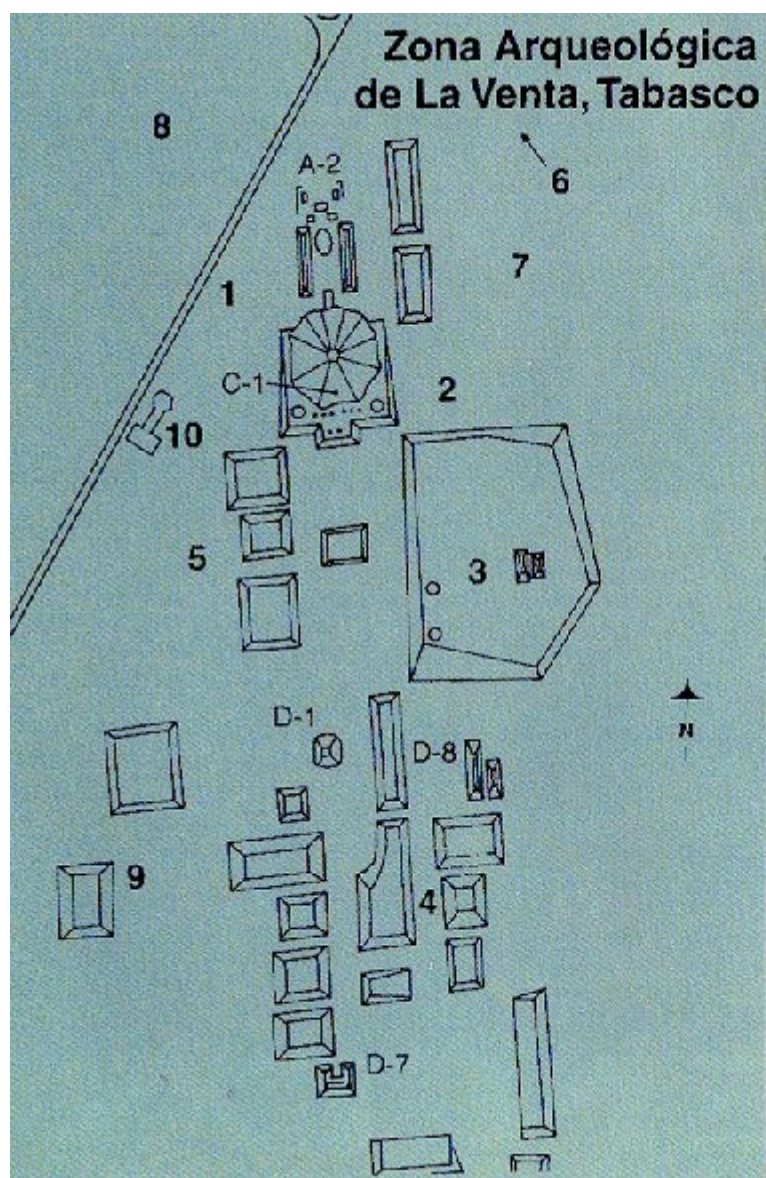 Zona Arqueológica
de La Venta, Tabasco
8
A-2
6
7
1
C-1
2
10
5
3
D-1
D-8
N
9
4
D-7